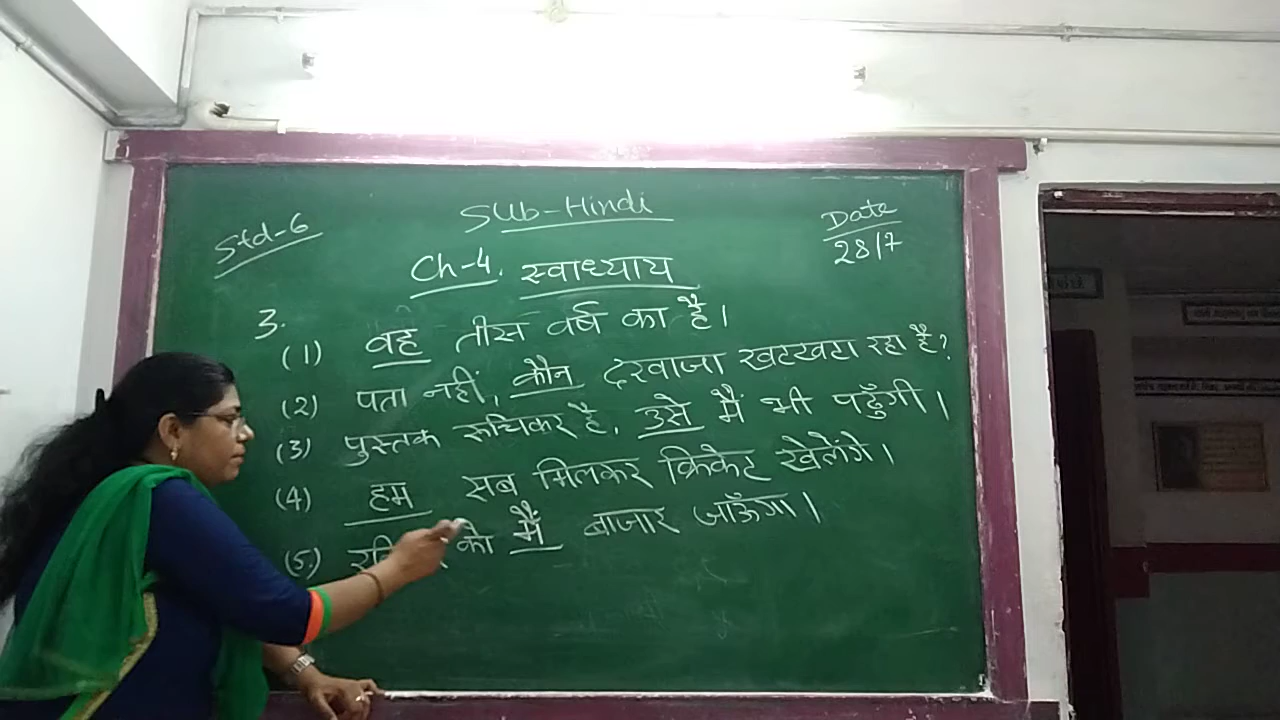 Std-6
Sub-Hindi
Date
28/7
Ch-4. स्वाध्याय
3.
(1) वह तीस वर्ष का है।
(2) पता नहीं, कौन दरवाजा खटखटा रहा है?
(3) पुस्तक रुचिकर है, उसे मैं भी पढ़ुँगी।
(4) हम सब मिलकर क्रिकेट खेलेंगे।
(5) को मैं बाजार जाऊँगा।